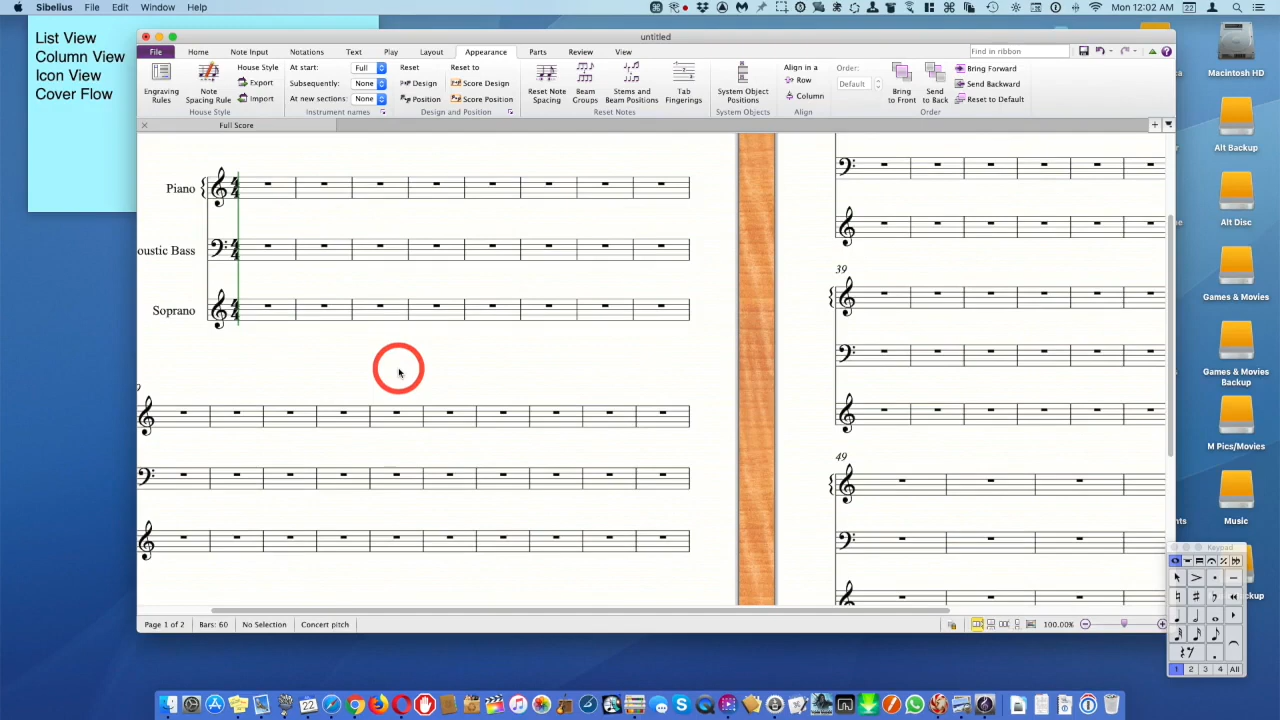 Sibelius File Edit Window Help
22 Mon 12:02 AM
List View
Column View
Icon View
Cover Flow
untitled
File Home Note Input Notations Text Play Layout Appearance Parts Review View Find in ribbon
Engraving Rules
Note Spacing Rule
House Style
Export
Import
House Style
At start: Full
Subsequently: None
At new sections: None
Instrument names
Reset
Design
Position
Reset to
Score Design
Score Position
Design and Position
Reset Note Spacing
Beam Groups
Stems and Beam Positions
Tab Fingerings
Reset Notes
System Object Positions
System Objects
Align in a
Row
Column
Align
Order:
Default
Bring to Front
Send to Back
Bring Forward
Send Backward
Reset to Default
Order
Full Score
Piano
oustic Bass
Soprano
39
49
Page 1 of 2 Bars: 60 No Selection Concert pitch 100.00%
Macintosh HD
Alt Backup
Alt Disc
Games & Movies
Games & Movies Backup
M Pics/Movies
Music
Keypad
1 2 3 4 All